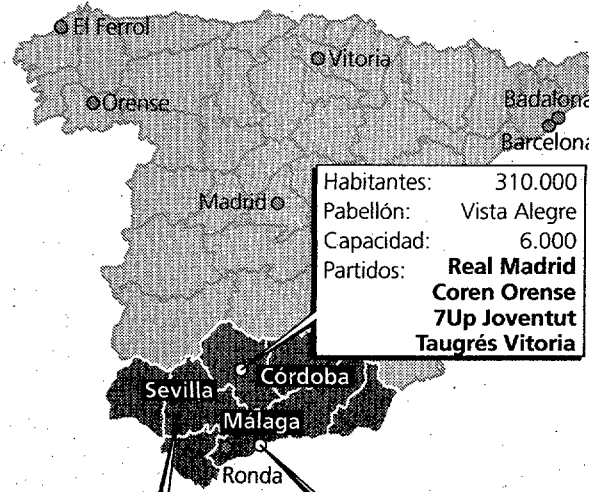 El Ferrol
Vitoria
Orense
Badalona
Barcelona
Madrid
Habitantes: 310.000
Pabellón: Vista Alegre
Capacidad: 6.000
Partidos: Real Madrid
Coren Orense
7Up Joventut
Taugrés Vitoria
Sevilla
Córdoba
Málaga
Ronda